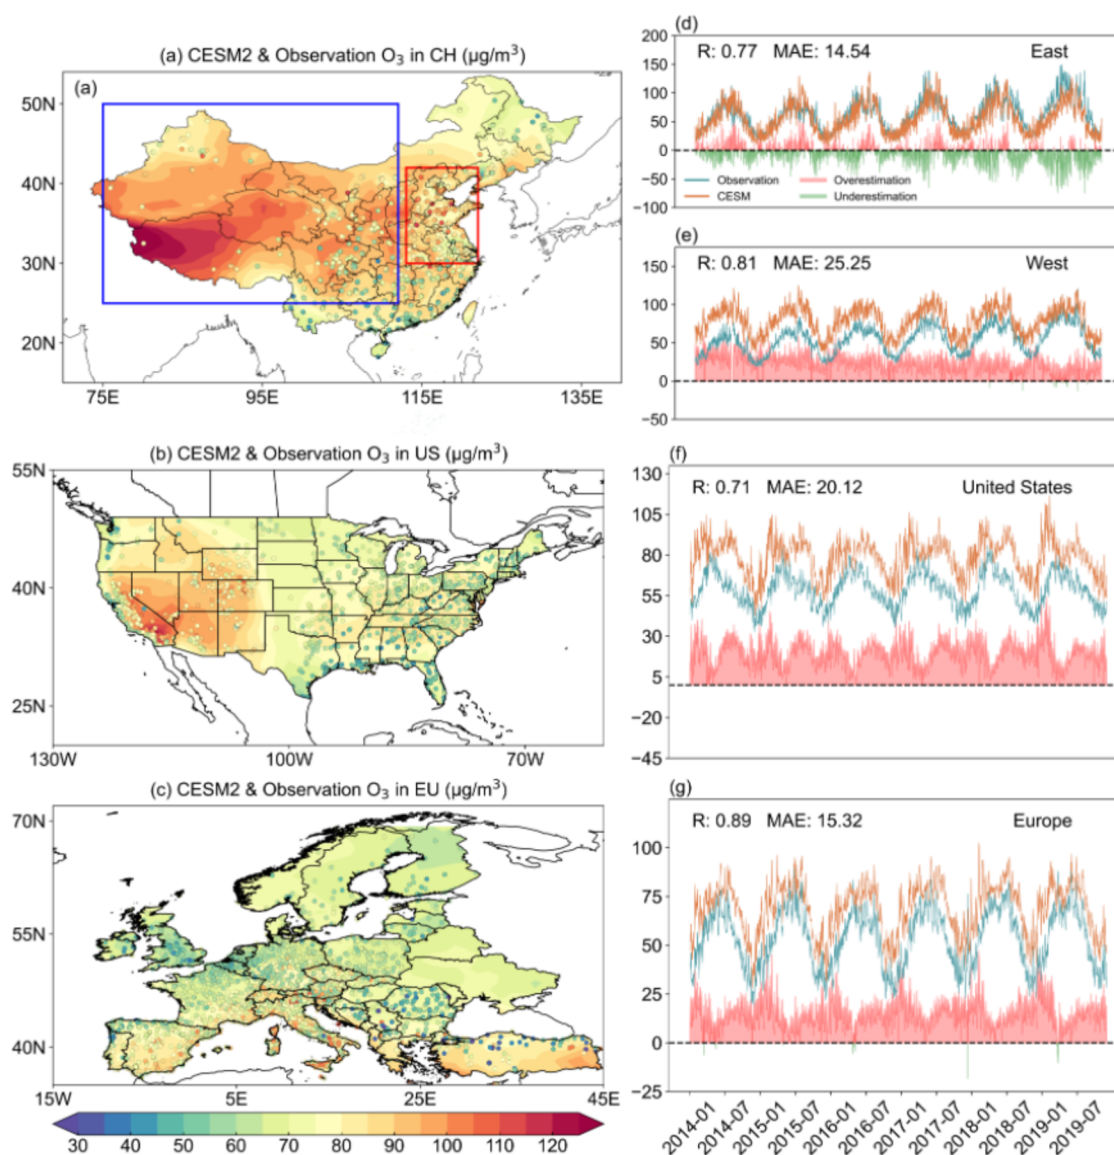 (a) CESM2 & Observation O₃ in CH (µg/m³)
(a)
50N
40N
30N
20N
75E 95E 115E 135E
(b) CESM2 & Observation O₃ in US (µg/m³)
55N
40N
25N
130W 100W 70W
(c) CESM2 & Observation O₃ in EU (µg/m³)
70N
55N
40N
15W 5E 25E 45E
30 40 50 60 70 80 90 100 110 120
(d)
R: 0.77 MAE: 14.54 East
200
150
100
50
0
−50
−100
Observation Overestimation
CESM Underestimation
(e)
R: 0.81 MAE: 25.25 West
150
100
50
0
−50
(f)
R: 0.71 MAE: 20.12 United States
130
105
80
55
30
5
−20
−45
(g)
R: 0.89 MAE: 15.32 Europe
100
75
50
25
0
−25
2014-01 2014-07 2015-01 2015-07 2016-01 2016-07 2017-01 2017-07 2018-01 2018-07 2019-01 2019-07